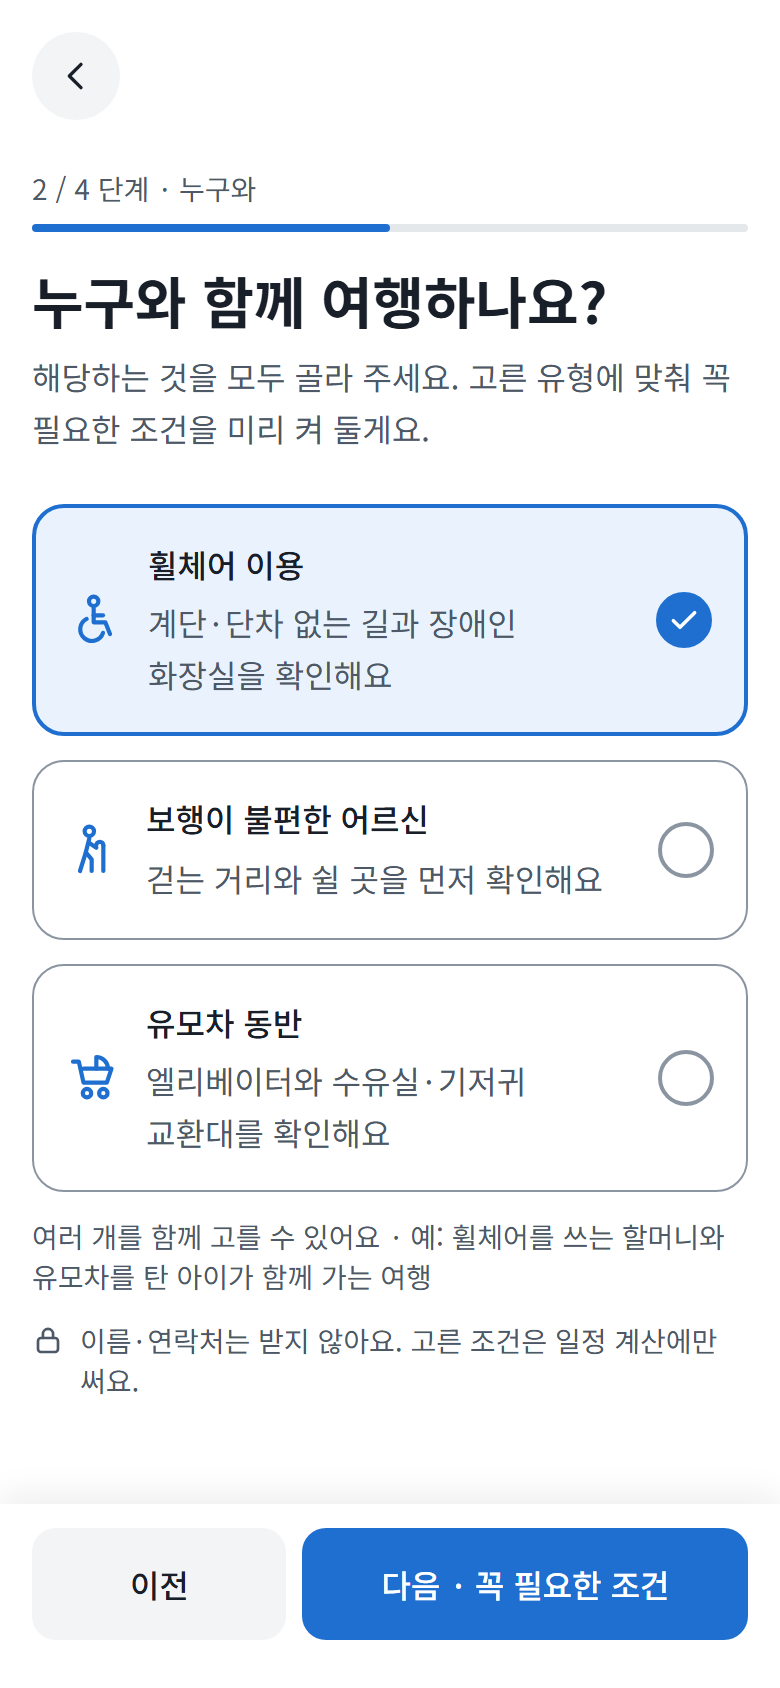 2 / 4 단계 · 누구와
누구와 함께 여행하나요?
해당하는 것을 모두 골라 주세요. 고른 유형에 맞춰 꼭
필요한 조건을 미리 켜 둘게요.
휠체어 이용
계단·단차 없는 길과 장애인
화장실을 확인해요
보행이 불편한 어르신
걷는 거리와 쉴 곳을 먼저 확인해요
유모차 동반
엘리베이터와 수유실·기저귀
교환대를 확인해요
여러 개를 함께 고를 수 있어요 · 예: 휠체어를 쓰는 할머니와
유모차를 탄 아이가 함께 가는 여행
이름·연락처는 받지 않아요. 고른 조건은 일정 계산에만
써요.
이전
다음 · 꼭 필요한 조건